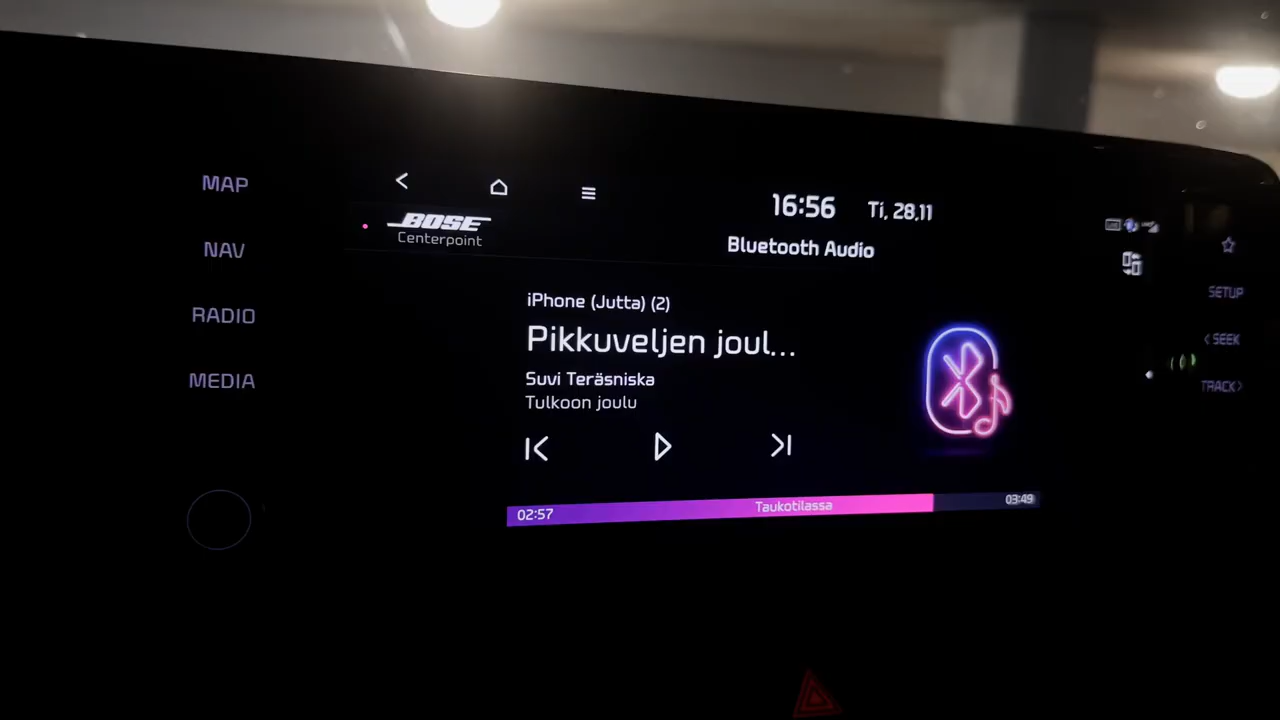 MAP
NAV
RADIO
MEDIA
BOSE
Centerpoint
16:56 Ti, 28.11
Bluetooth Audio
iPhone (Jutta) (2)
Pikkuveljen joul...
Suvi Teräsniska
Tulkoon joulu
02:57 Taukotilassa 03:49
SETUP
< SEEK
TRACK >